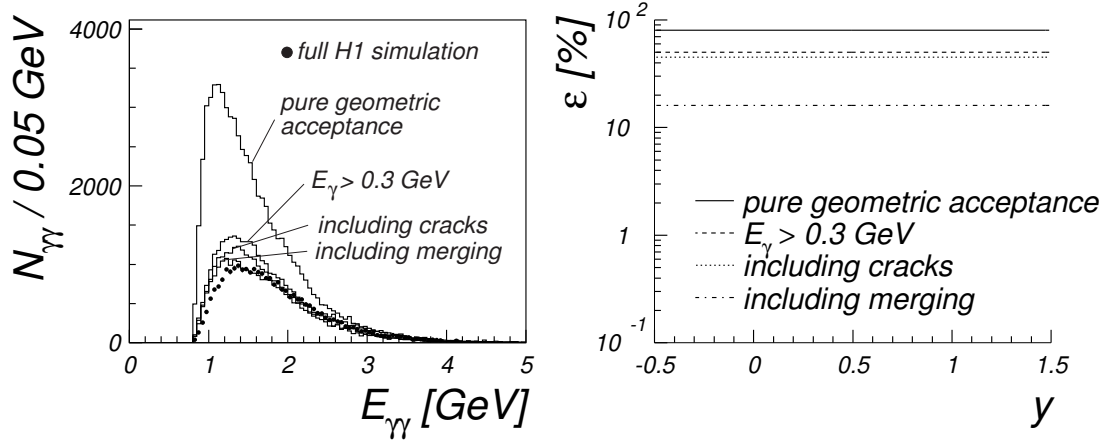 N_γγ / 0.05 GeV
4000
2000
0
full H1 simulation
pure geometric
acceptance
E_γ > 0.3 GeV
including cracks
including merging
0 1 2 3 4 5
E_γγ [GeV]
ε [%]
10^2
10
1
10^-1
pure geometric acceptance
E_γ > 0.3 GeV
including cracks
including merging
-0.5 0 0.5 1 1.5
y